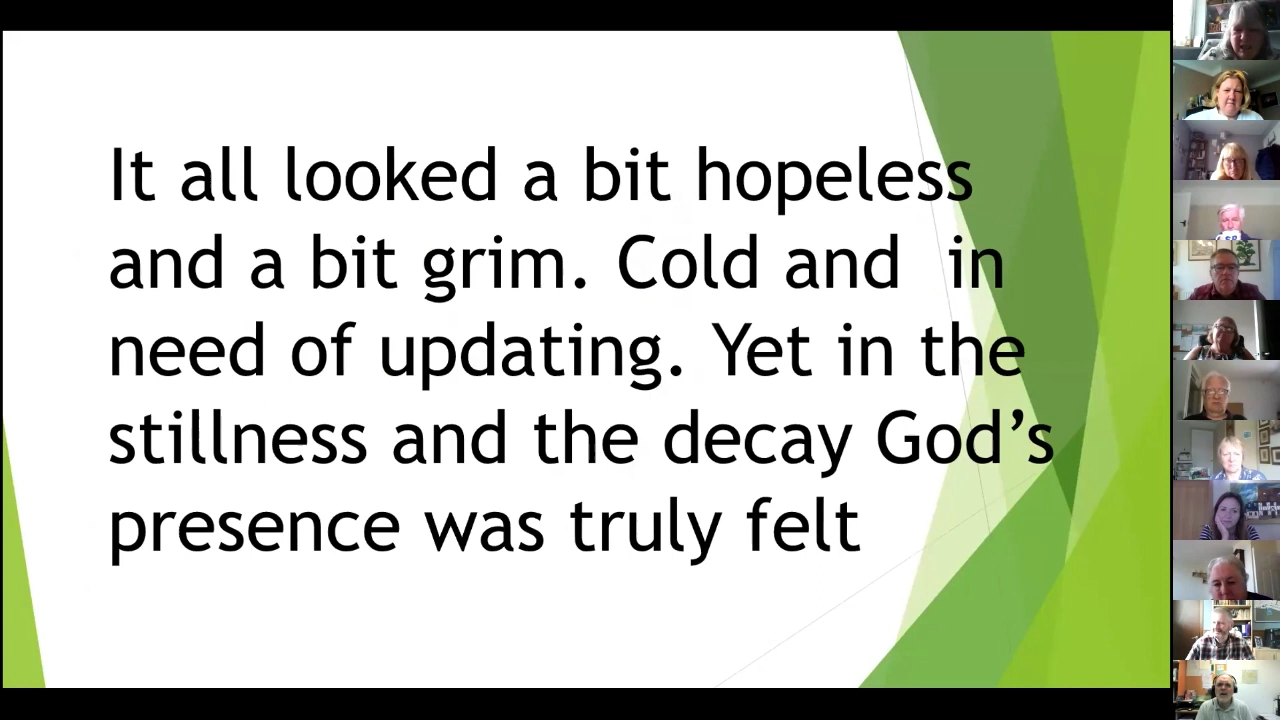 It all looked a bit hopeless
and a bit grim. Cold and  in
need of updating. Yet in the
stillness and the decay God’s
presence was truly felt